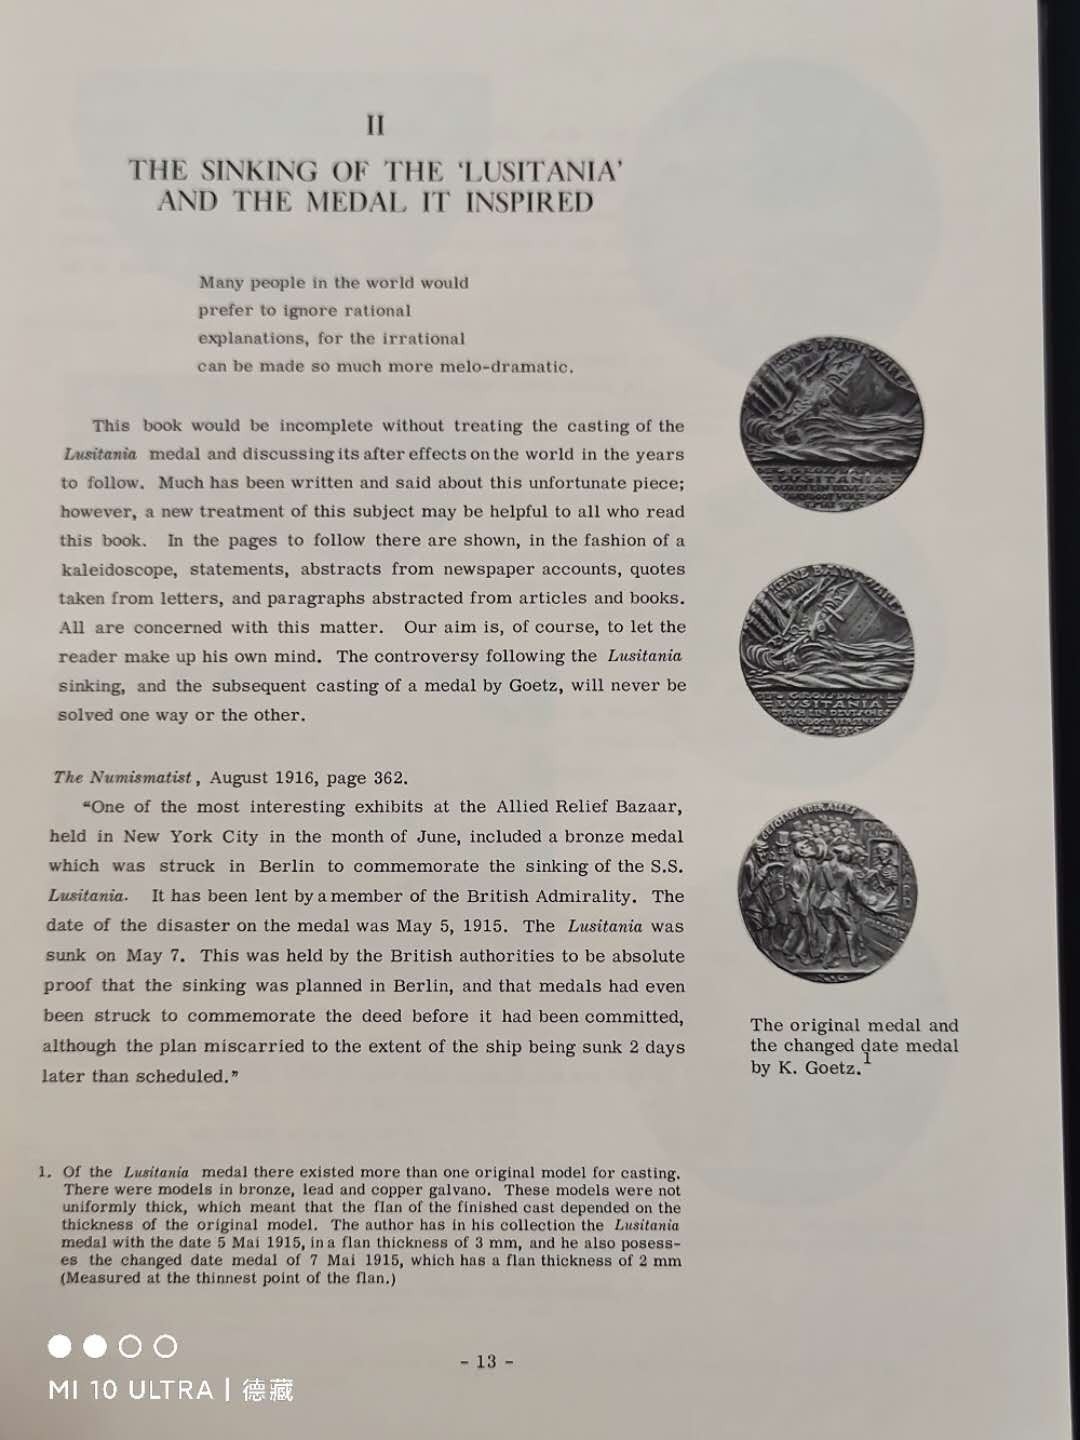 II
THE SINKING OF THE ‘LUSITANIA’
AND THE MEDAL IT INSPIRED
Many people in the world would
prefer to ignore rational
explanations, for the irrational
can be made so much more melo-dramatic.
This book would be incomplete without treating the casting of the
Lusitania medal and discussing its after effects on the world in the years
to follow. Much has been written and said about this unfortunate piece;
however, a new treatment of this subject may be helpful to all who read
this book. In the pages to follow there are shown, in the fashion of a
kaleidoscope, statements, abstracts from newspaper accounts, quotes
taken from letters, and paragraphs abstracted from articles and books.
All are concerned with this matter. Our aim is, of course, to let the
reader make up his own mind. The controversy following the Lusitania
sinking, and the subsequent casting of a medal by Goetz, will never be
solved one way or the other.
The Numismatist, August 1916, page 362.
“One of the most interesting exhibits at the Allied Relief Bazaar,
held in New York City in the month of June, included a bronze medal
which was struck in Berlin to commemorate the sinking of the S.S.
Lusitania. It has been lent by a member of the British Admirality. The
date of the disaster on the medal was May 5, 1915. The Lusitania was
sunk on May 7. This was held by the British authorities to be absolute
proof that the sinking was planned in Berlin, and that medals had even
been struck to commemorate the deed before it had been committed,
although the plan miscarried to the extent of the ship being sunk 2 days
later than scheduled.”
KEINE BANNWARE
LUSITANIA
KEINE BANNWARE
LUSITANIA
The original medal and
the changed date medal
by K. Goetz.1
1. Of the Lusitania medal there existed more than one original model for casting.
There were models in bronze, lead and copper galvano. These models were not
uniformly thick, which meant that the flan of the finished cast depended on the
thickness of the original model. The author has in his collection the Lusitania
medal with the date 5 Mai 1915, in a flan thickness of 3 mm, and he also posess-
es the changed date medal of 7 Mai 1915, which has a flan thickness of 2 mm
(Measured at the thinnest point of the flan.)
- 13 -
MI 10 ULTRA | 德藏